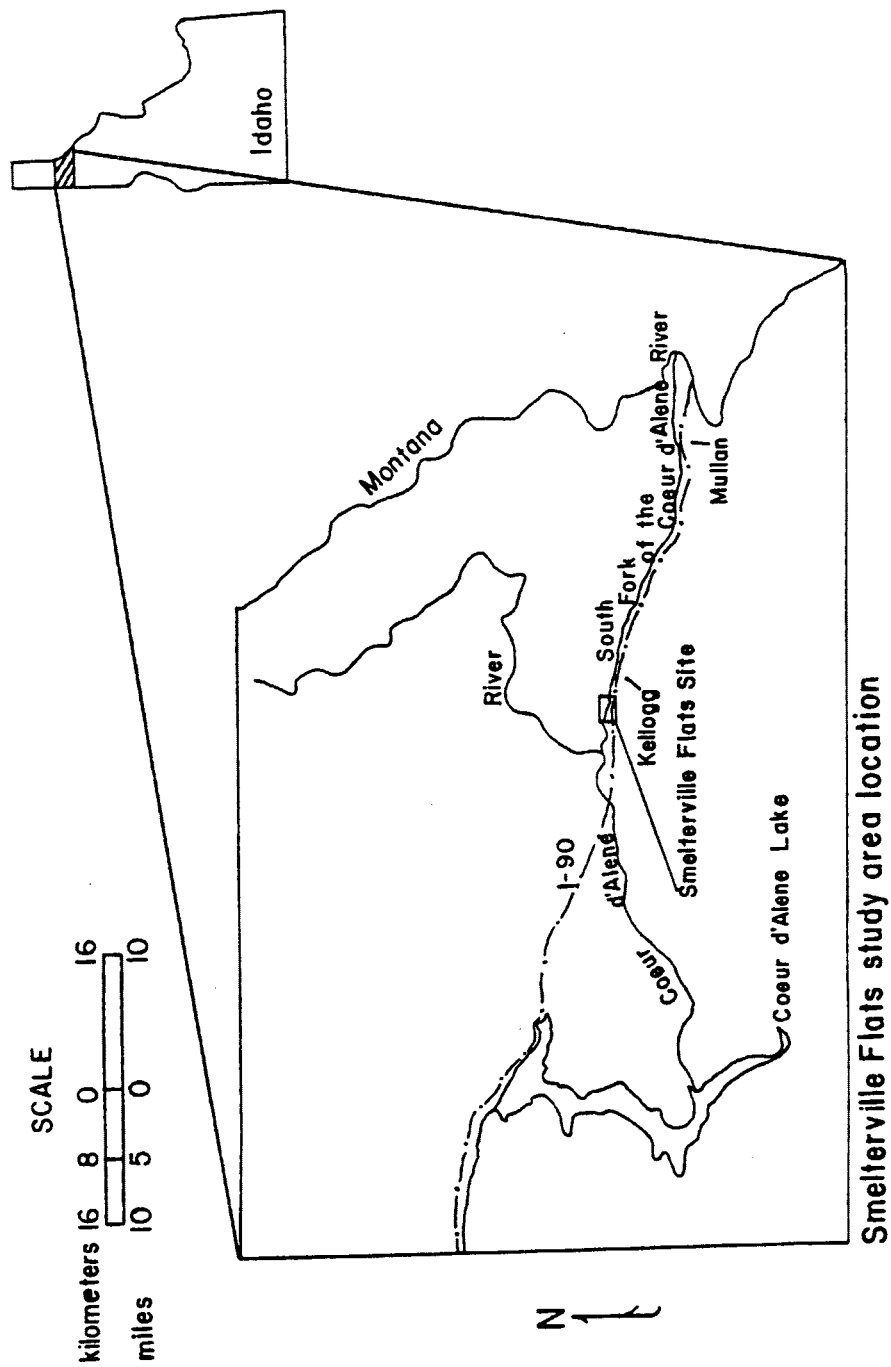 SCALE
kilometers 16 8 0 16
miles 10 5 0 10
Idaho
N
Montana
River
I-90
d'Alene
Coeur
South
Fork of the
Coeur d'Alene River
Kellogg
Mullan
Smelterville Flats Site
Coeur d'Alene Lake
Smelterville Flats study area location